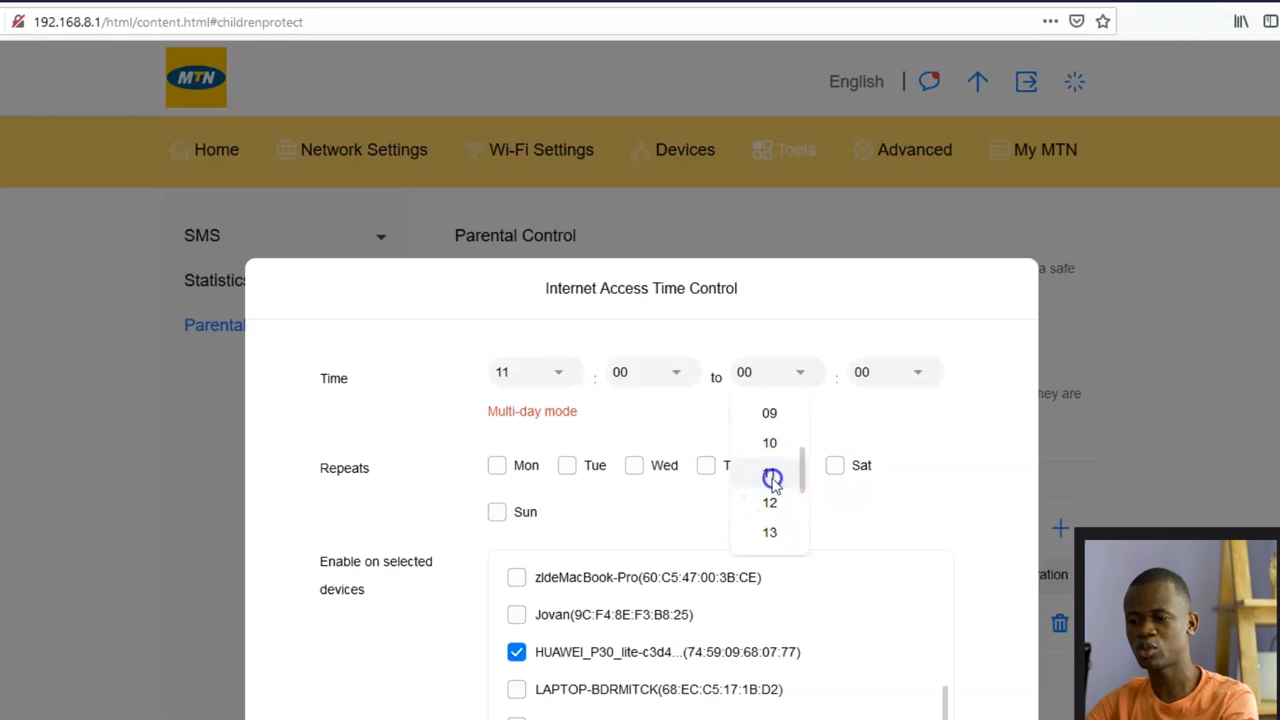 192.168.8.1/html/content.html#childrenprotect
MTN
English |
Home Network Settings Wi-Fi Settings Devices Tools Advanced My MTN
SMS
Parental Control
Statistics
a safe
Parental
Internet Access Time Control
Time 11 : 00 to 00 : 00
Multi-day mode
hey are
09
10
11
12
13
Repeats Mon Tue Wed T Sat
Sun
Enable on selected
devices
ration
zldeMacBook-Pro(60:C5:47:00:3B:CE)
Jovan(9C:F4:8E:F3:B8:25)
HUAWEI_P30_lite-c3d4...(74:59:09:68:07:77)
LAPTOP-BDRMITCK(68:EC:C5:17:1B:D2)